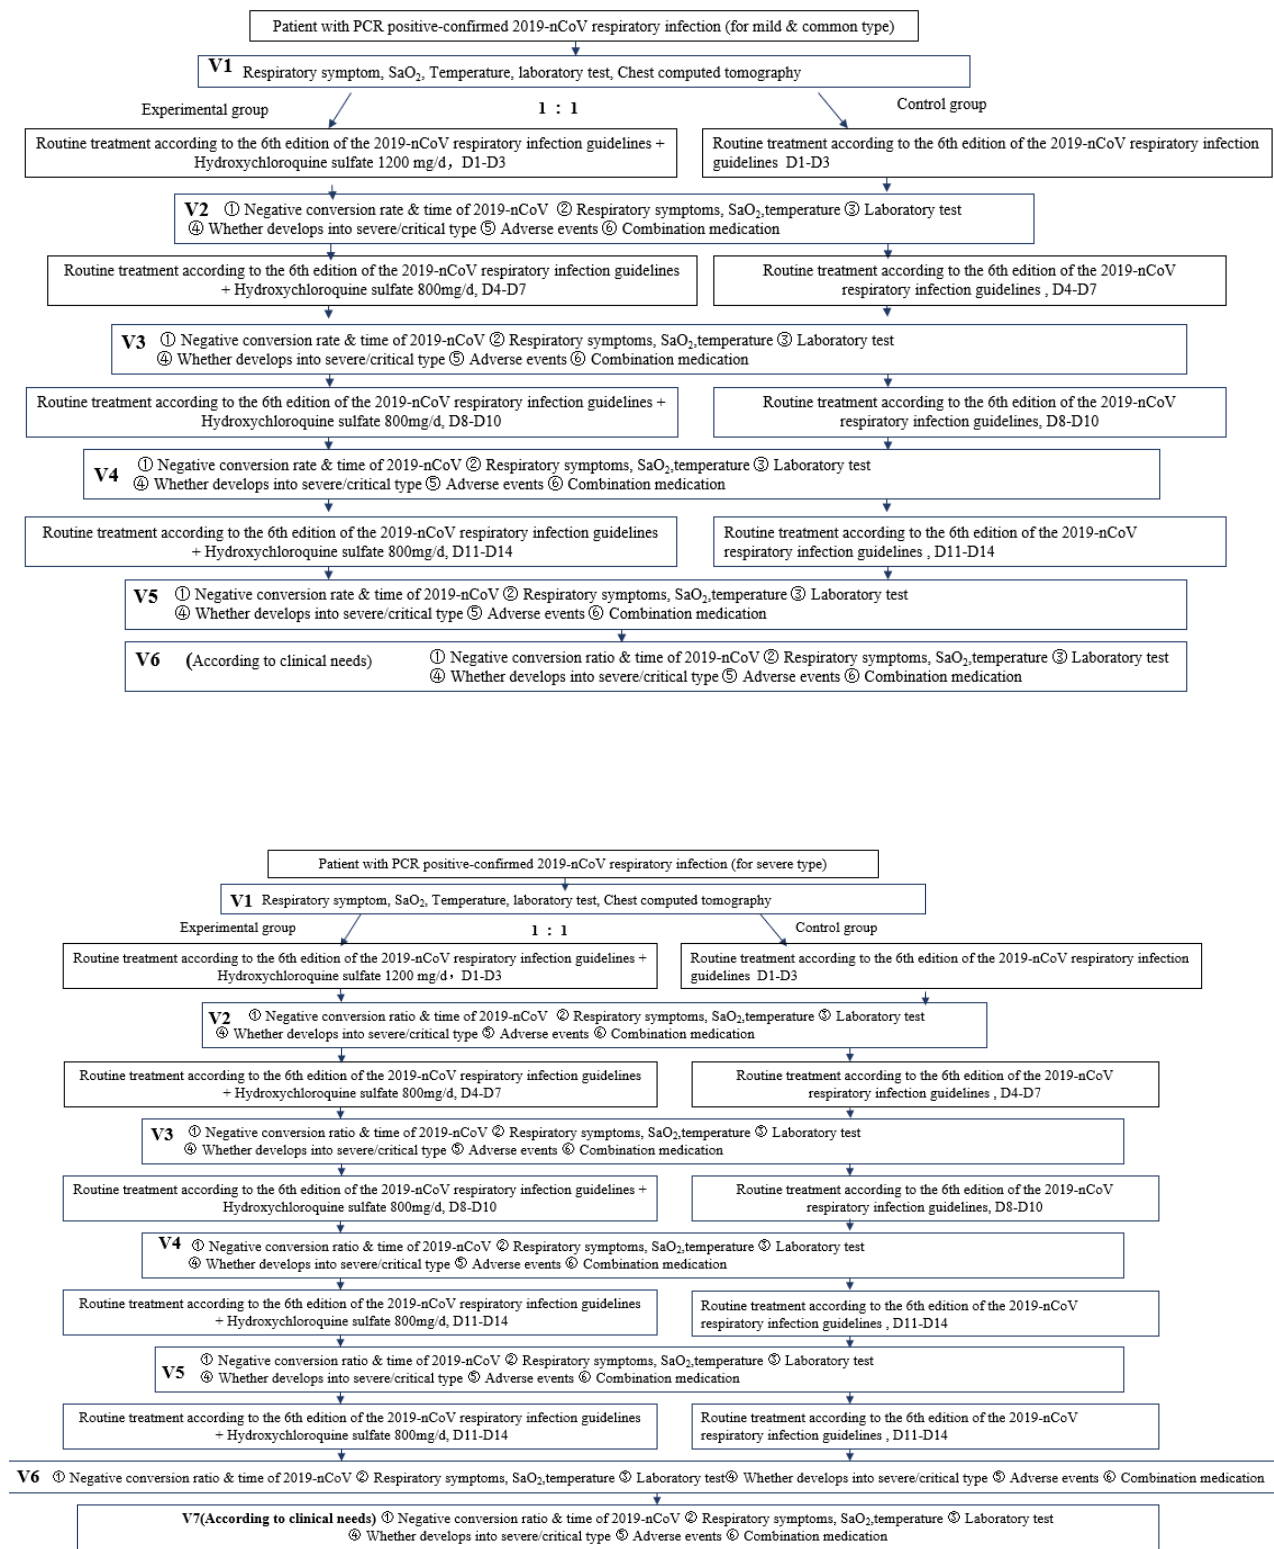 Patient with PCR positive-confirmed 2019-nCoV respiratory infection (for mild & common type)
V1 Respiratory symptom, SaO2, Temperature, laboratory test, Chest computed tomography
Experimental group
1 : 1
Control group
Routine treatment according to the 6th edition of the 2019-nCoV respiratory infection guidelines +
Hydroxychloroquine sulfate 1200 mg/d，D1-D3
Routine treatment according to the 6th edition of the 2019-nCoV respiratory infection
guidelines D1-D3
V2 ① Negative conversion rate & time of 2019-nCoV ② Respiratory symptoms, SaO2,temperature ③ Laboratory test
④ Whether develops into severe/critical type ⑤ Adverse events ⑥ Combination medication
Routine treatment according to the 6th edition of the 2019-nCoV respiratory infection guidelines
+ Hydroxychloroquine sulfate 800mg/d, D4-D7
Routine treatment according to the 6th edition of the 2019-nCoV
respiratory infection guidelines , D4-D7
V3 ① Negative conversion rate & time of 2019-nCoV ② Respiratory symptoms, SaO2,temperature ③ Laboratory test
④ Whether develops into severe/critical type ⑤ Adverse events ⑥ Combination medication
Routine treatment according to the 6th edition of the 2019-nCoV respiratory infection guidelines +
Hydroxychloroquine sulfate 800mg/d, D8-D10
Routine treatment according to the 6th edition of the 2019-nCoV
respiratory infection guidelines, D8-D10
V4 ① Negative conversion rate & time of 2019-nCoV ② Respiratory symptoms, SaO2,temperature ③ Laboratory test
④ Whether develops into severe/critical type ⑤ Adverse events ⑥ Combination medication
Routine treatment according to the 6th edition of the 2019-nCoV respiratory infection guidelines
+ Hydroxychloroquine sulfate 800mg/d, D11-D14
Routine treatment according to the 6th edition of the 2019-nCoV
respiratory infection guidelines , D11-D14
V5 ① Negative conversion rate & time of 2019-nCoV ② Respiratory symptoms, SaO2,temperature ③ Laboratory test
④ Whether develops into severe/critical type ⑤ Adverse events ⑥ Combination medication
V6 (According to clinical needs) ① Negative conversion ratio & time of 2019-nCoV ② Respiratory symptoms, SaO2,temperature ③ Laboratory test
④ Whether develops into severe/critical type ⑤ Adverse events ⑥ Combination medication
Patient with PCR positive-confirmed 2019-nCoV respiratory infection (for severe type)
V1 Respiratory symptom, SaO2, Temperature, laboratory test, Chest computed tomography
Experimental group
1 : 1
Control group
Routine treatment according to the 6th edition of the 2019-nCoV respiratory infection guidelines +
Hydroxychloroquine sulfate 1200 mg/d，D1-D3
Routine treatment according to the 6th edition of the 2019-nCoV respiratory infection
guidelines D1-D3
V2 ① Negative conversion ratio & time of 2019-nCoV ② Respiratory symptoms, SaO2,temperature ③ Laboratory test
④ Whether develops into severe/critical type ⑤ Adverse events ⑥ Combination medication
Routine treatment according to the 6th edition of the 2019-nCoV respiratory infection guidelines
+ Hydroxychloroquine sulfate 800mg/d, D4-D7
Routine treatment according to the 6th edition of the 2019-nCoV
respiratory infection guidelines , D4-D7
V3 ① Negative conversion ratio & time of 2019-nCoV ② Respiratory symptoms, SaO2,temperature ③ Laboratory test
④ Whether develops into severe/critical type ⑤ Adverse events ⑥ Combination medication
Routine treatment according to the 6th edition of the 2019-nCoV respiratory infection guidelines +
Hydroxychloroquine sulfate 800mg/d, D8-D10
Routine treatment according to the 6th edition of the 2019-nCoV
respiratory infection guidelines, D8-D10
V4 ① Negative conversion ratio & time of 2019-nCoV ② Respiratory symptoms, SaO2,temperature ③ Laboratory test
④ Whether develops into severe/critical type ⑤ Adverse events ⑥ Combination medication
Routine treatment according to the 6th edition of the 2019-nCoV respiratory infection guidelines
+ Hydroxychloroquine sulfate 800mg/d, D11-D14
Routine treatment according to the 6th edition of the 2019-nCoV
respiratory infection guidelines , D11-D14
V5 ① Negative conversion ratio & time of 2019-nCoV ② Respiratory symptoms, SaO2,temperature ③ Laboratory test
④ Whether develops into severe/critical type ⑤ Adverse events ⑥ Combination medication
Routine treatment according to the 6th edition of the 2019-nCoV respiratory infection guidelines
+ Hydroxychloroquine sulfate 800mg/d, D11-D14
Routine treatment according to the 6th edition of the 2019-nCoV
respiratory infection guidelines , D11-D14
V6 ① Negative conversion ratio & time of 2019-nCoV ② Respiratory symptoms, SaO2,temperature ③ Laboratory test④ Whether develops into severe/critical type ⑤ Adverse events ⑥ Combination medication
V7(According to clinical needs) ① Negative conversion ratio & time of 2019-nCoV ② Respiratory symptoms, SaO2,temperature ③ Laboratory test
④ Whether develops into severe/critical type ⑤ Adverse events ⑥ Combination medication